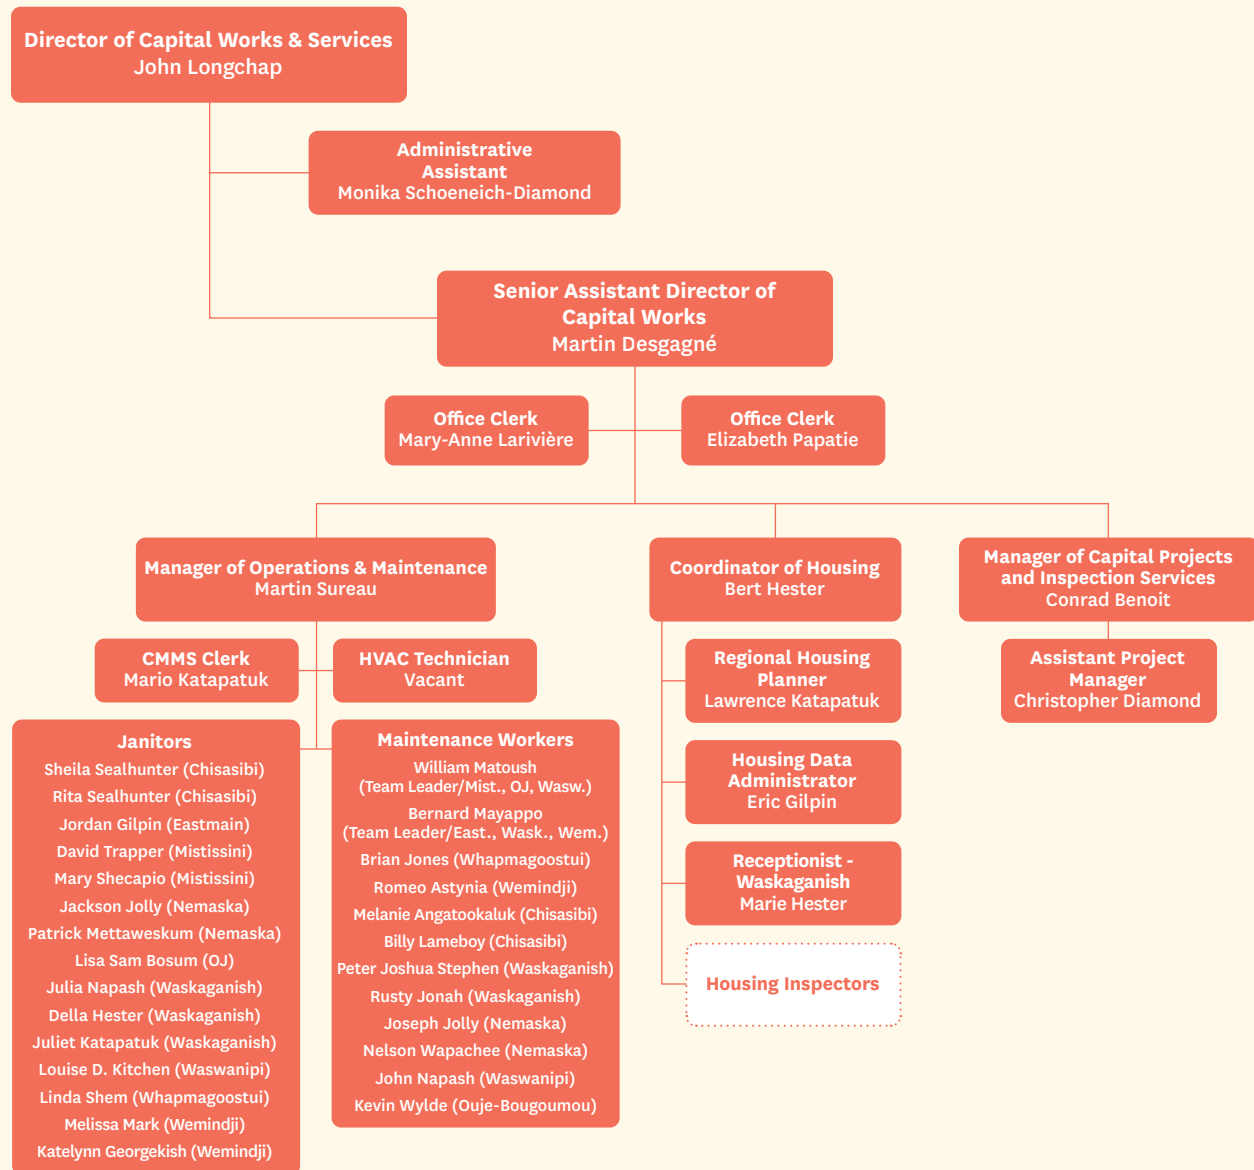 Director of Capital Works & Services
John Longchap
Administrative
Assistant
Monika Schoeneich-Diamond
Senior Assistant Director of
Capital Works
Martin Desgagné
Office Clerk
Mary-Anne Larivière
Office Clerk
Elizabeth Papatie
Manager of Operations & Maintenance
Martin Sureau
CMMS Clerk
Mario Katapatuk
HVAC Technician
Vacant
Janitors
Sheila Sealhunter (Chisasibi)
Rita Sealhunter (Chisasibi)
Jordan Gilpin (Eastmain)
David Trapper (Mistissini)
Mary Shecapio (Mistissini)
Jackson Jolly (Nemaska)
Patrick Mettaweskum (Nemaska)
Lisa Sam Bosum (OJ)
Julia Napash (Waskaganish)
Della Hester (Waskaganish)
Juliet Katapatuk (Waskaganish)
Louise D. Kitchen (Waswanipi)
Linda Shem (Whapmagoostui)
Melissa Mark (Wemindji)
Katelynn Georgekish (Wemindji)
Maintenance Workers
William Matoush
(Team Leader/Mist., OJ, Wasw.)
Bernard Mayappo
(Team Leader/East., Wask., Wem.)
Brian Jones (Whapmagoostui)
Romeo Astynia (Wemindji)
Melanie Angatookaluk (Chisasibi)
Billy Lameboy (Chisasibi)
Peter Joshua Stephen (Waskaganish)
Rusty Jonah (Waskaganish)
Joseph Jolly (Nemaska)
Nelson Wapachee (Nemaska)
John Napash (Waswanipi)
Kevin Wylde (Ouje-Bougoumou)
Coordinator of Housing
Bert Hester
Regional Housing
Planner
Lawrence Katapatuk
Housing Data
Administrator
Eric Gilpin
Receptionist -
Waskaganish
Marie Hester
Housing Inspectors
Manager of Capital Projects
and Inspection Services
Conrad Benoit
Assistant Project
Manager
Christopher Diamond